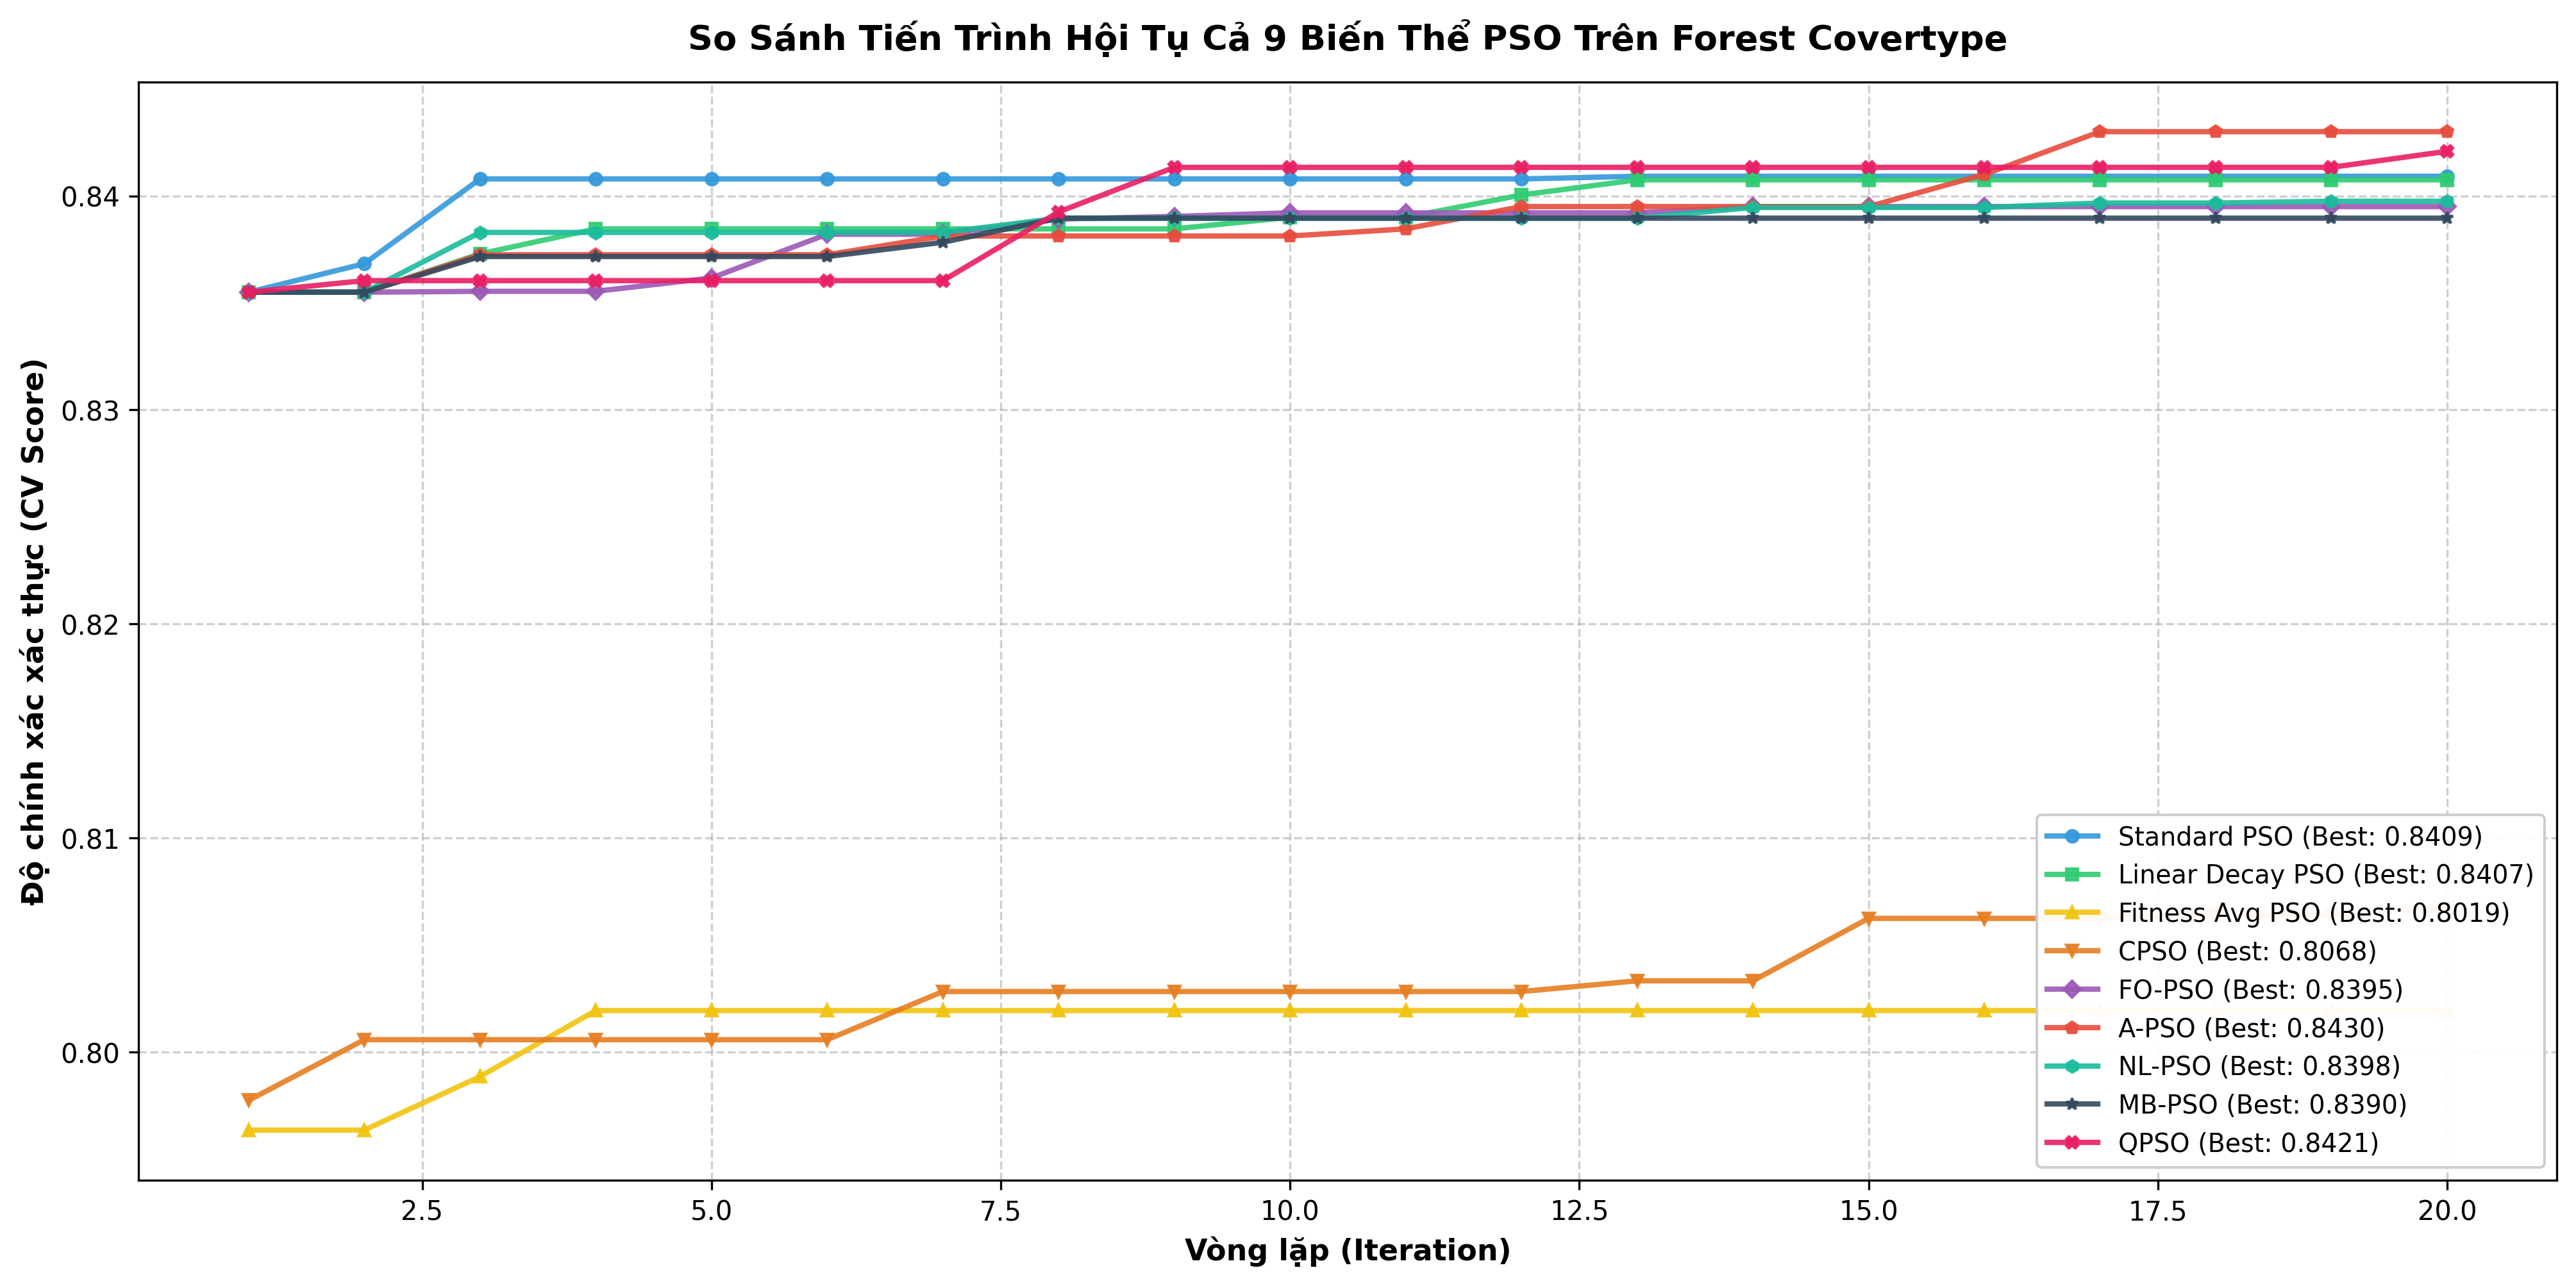 So Sánh Tiến Trình Hội Tụ Cả 9 Biến Thể PSO Trên Forest Covertype
Độ chính xác xác thực (CV Score)
0.84
0.83
0.82
0.81
0.80
Standard PSO (Best: 0.8409)
Linear Decay PSO (Best: 0.8407)
Fitness Avg PSO (Best: 0.8019)
CPSO (Best: 0.8068)
FO-PSO (Best: 0.8395)
A-PSO (Best: 0.8430)
NL-PSO (Best: 0.8398)
MB-PSO (Best: 0.8390)
QPSO (Best: 0.8421)
2.5 5.0 7.5 10.0 12.5 15.0 17.5 20.0
Vòng lặp (Iteration)